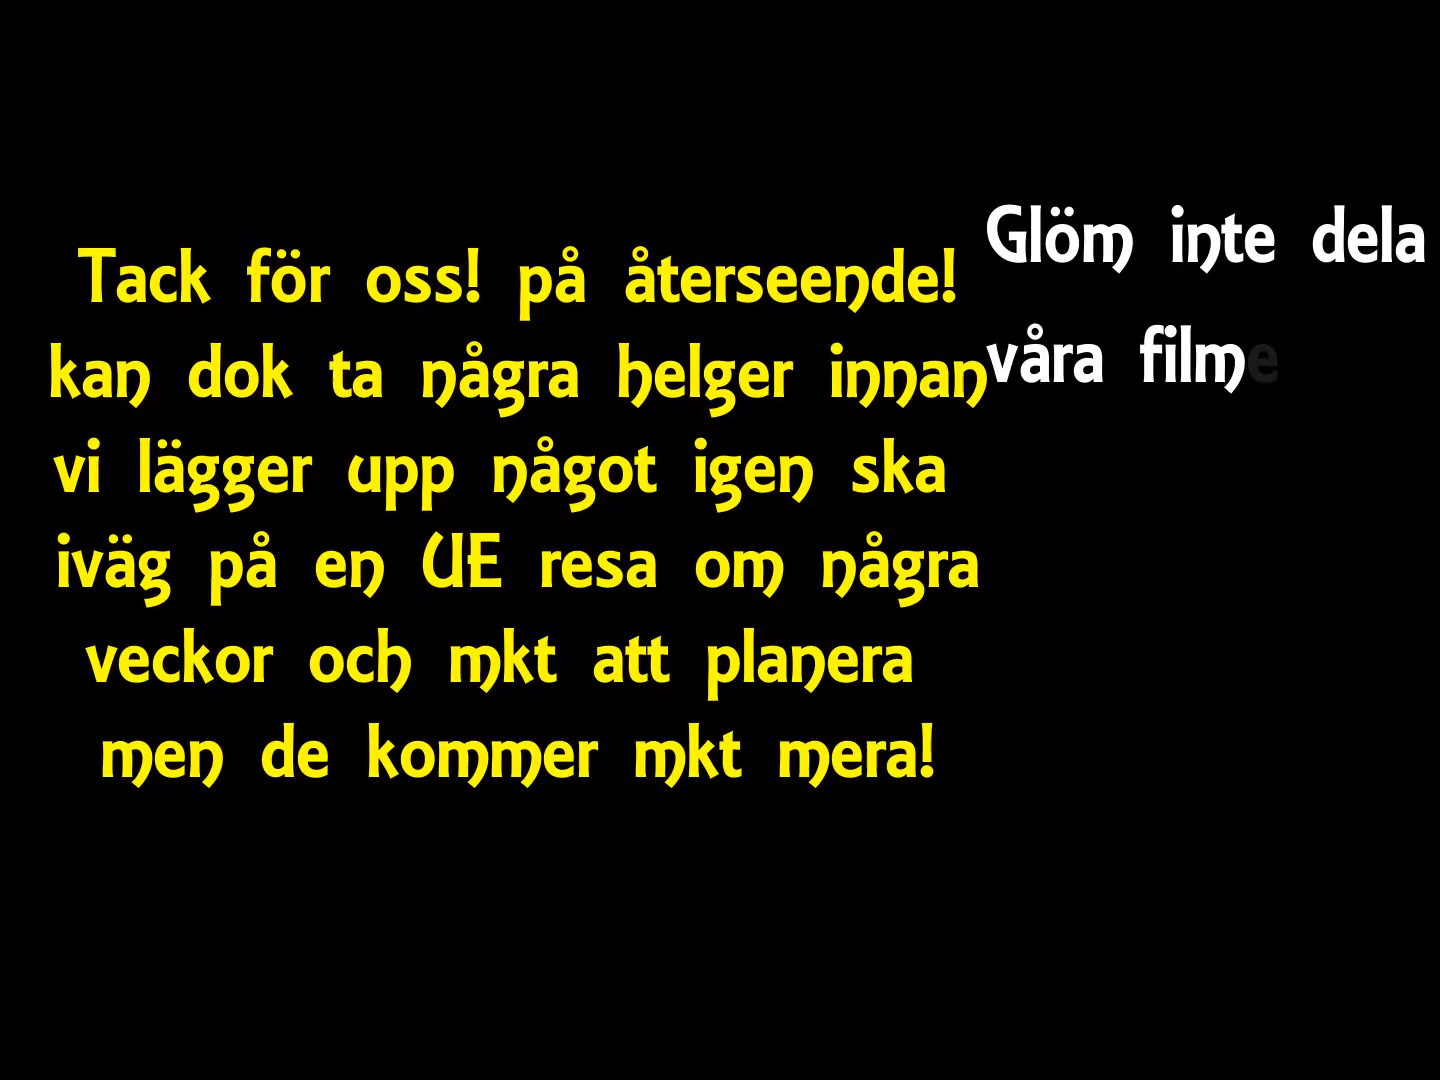 Tack för oss! på återseende!
kan dok ta några helger innan
vi lägger upp något igen ska
iväg på en UE resa om några
veckor och mkt att planera
men de kommer mkt mera!
Glöm inte dela
våra filme